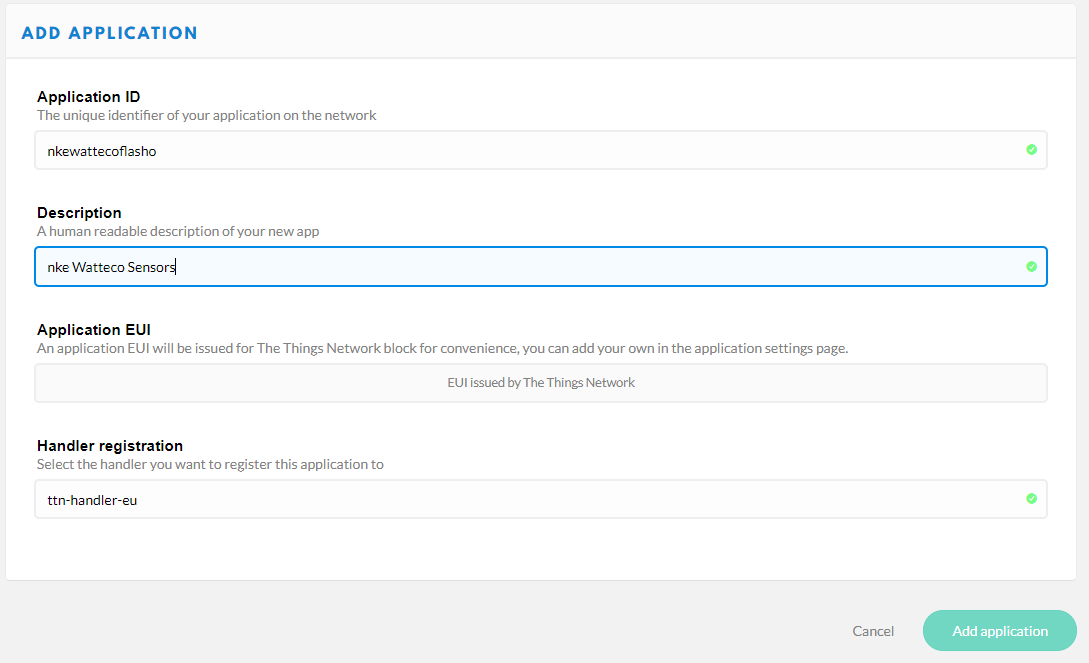 ADD APPLICATION
Application ID
The unique identifier of your application on the network
nkewattecoflasho
Description
A human readable description of your new app
nke Watteco Sensors
Application EUI
An application EUI will be issued for The Things Network block for convenience, you can add your own in the application settings page.
EUI issued by The Things Network
Handler registration
Select the handler you want to register this application to
ttn-handler-eu
Cancel
Add application